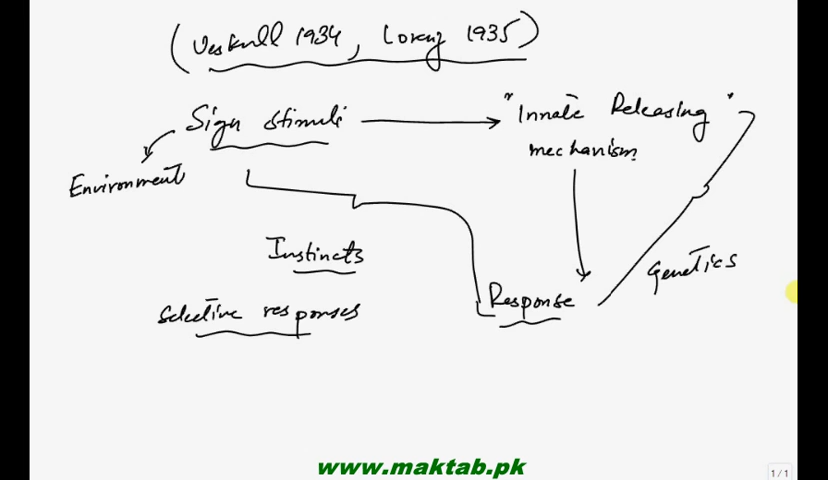 (Uexkull 1934, Lorenz 1935)
Sign stimuli
"Innate Releasing"
mechanism
Environment
Instincts
Genetics
Response
Selective responses
www.maktab.pk
1/1